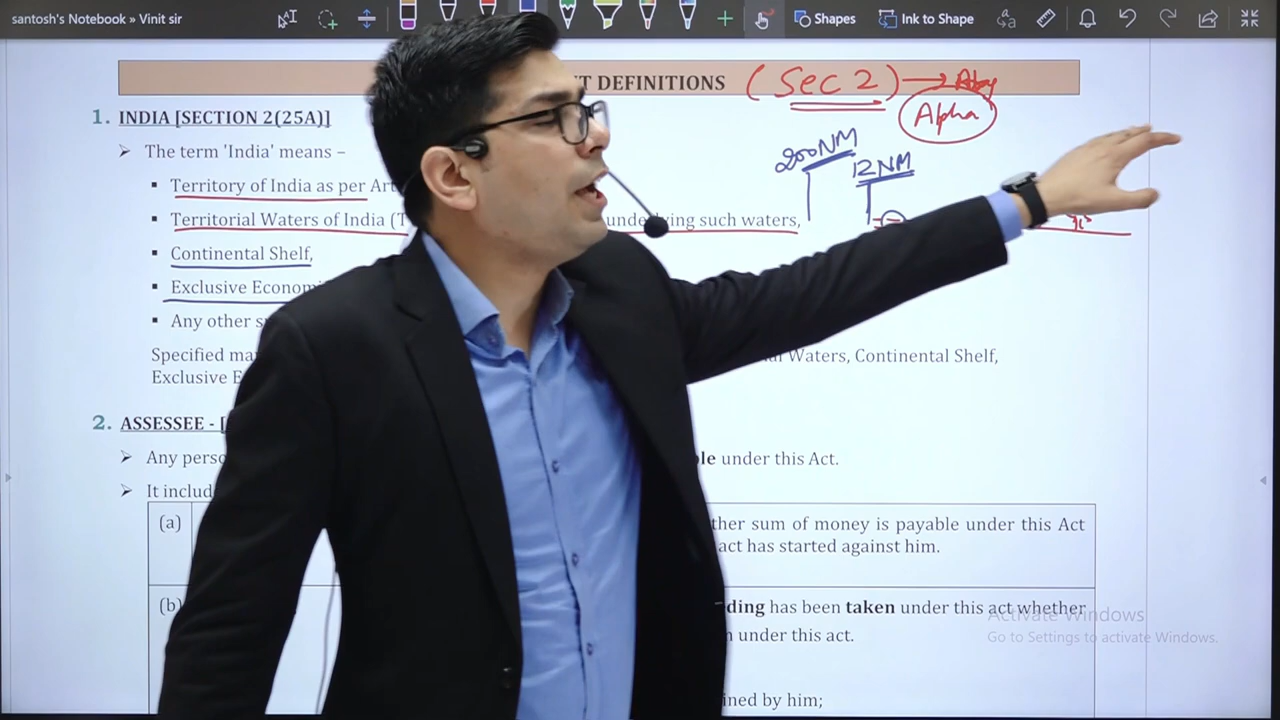 santosh's Notebook » Vinit sir
Shapes
Ink to Shape
T DEFINITIONS (Sec 2)
Alpha
1. INDIA [SECTION 2(25A)]
200NM
12 NM
➤ The term 'India' means –
▪ Territory of India as per Art
▪ Territorial Waters of India (T underlying such waters,
▪ Continental Shelf,
▪ Exclusive Economi
▪ Any other s
Specified ma Waters, Continental Shelf,
Exclusive E
2. ASSESSEE - [
➤ Any perso le under this Act.
➤ It includ
(a) ther sum of money is payable under this Act
act has started against him.
(b) ding has been taken under this act whether
under this act.
ined by him;
Activate Windows
Go to Settings to activate Windows.